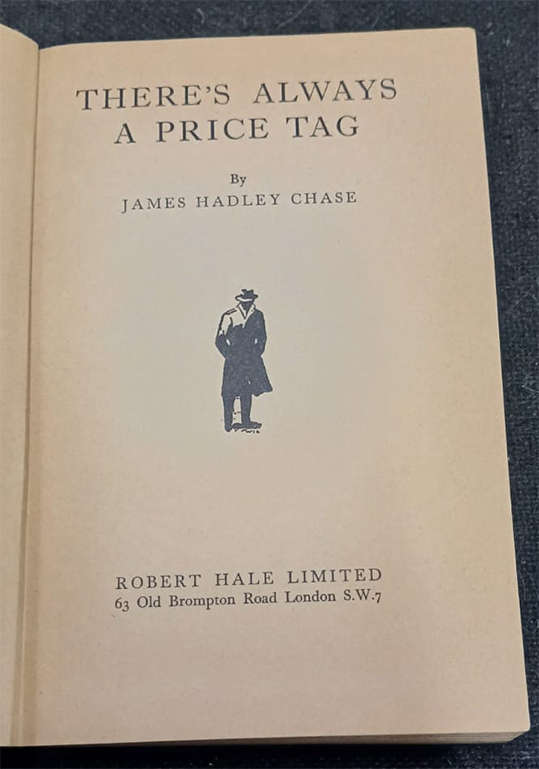 THERE'S ALWAYS
A PRICE TAG
By
JAMES HADLEY CHASE
ROBERT HALE LIMITED
63 Old Brompton Road London S.W.7